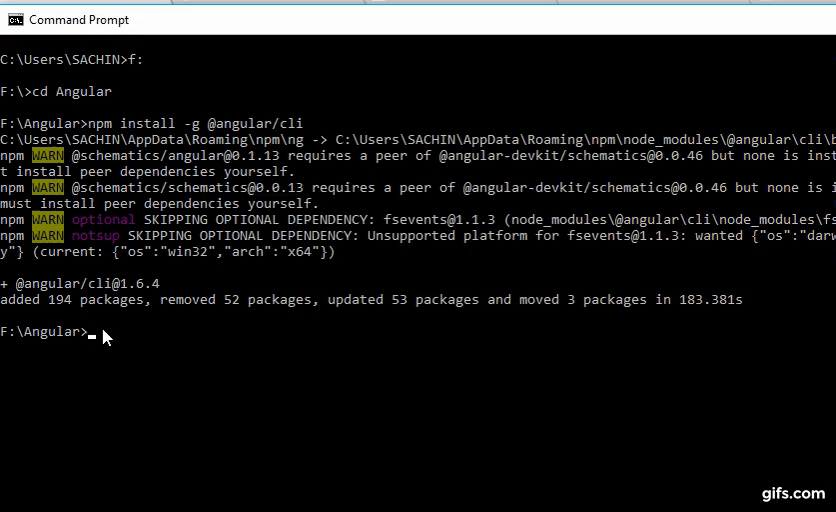 Command Prompt
C:\Users\SACHIN>f:
F:\>cd Angular
F:\Angular>npm install -g @angular/cli
C:\Users\SACHIN\AppData\Roaming\npm\ng -> C:\Users\SACHIN\AppData\Roaming\npm\node_modules\@angular\cli\b
npm WARN @schematics/angular@0.1.13 requires a peer of @angular-devkit/schematics@0.0.46 but none is inst
t install peer dependencies yourself.
npm WARN @schematics/schematics@0.0.13 requires a peer of @angular-devkit/schematics@0.0.46 but none is i
must install peer dependencies yourself.
npm WARN optional SKIPPING OPTIONAL DEPENDENCY: fsevents@1.1.3 (node_modules\@angular\cli\node_modules\fs
npm WARN notsup SKIPPING OPTIONAL DEPENDENCY: Unsupported platform for fsevents@1.1.3: wanted {"os":"darw
y"} (current: {"os":"win32","arch":"x64"})
+ @angular/cli@1.6.4
added 194 packages, removed 52 packages, updated 53 packages and moved 3 packages in 183.381s
F:\Angular>
gifs.com